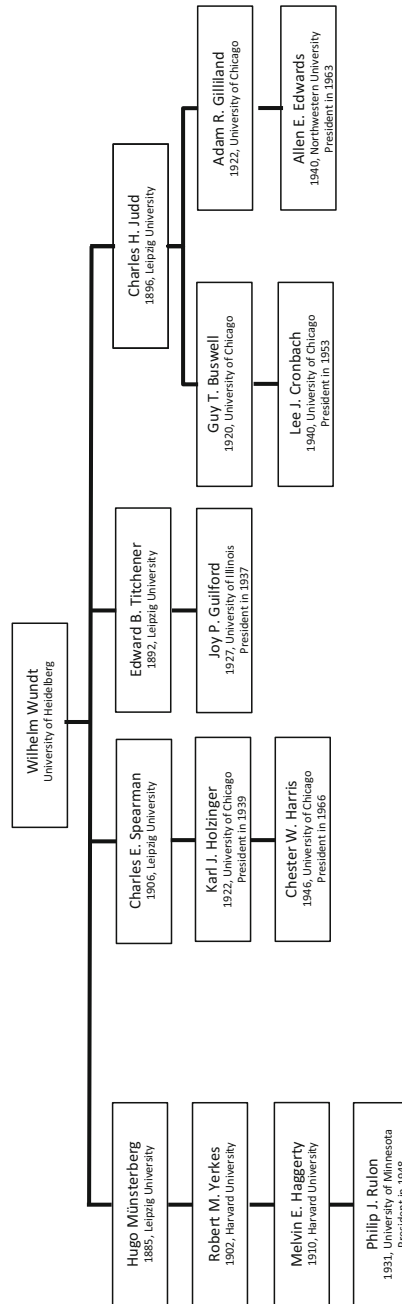 Wilhelm Wundt
University of Heidelberg
Hugo Münsterberg
1885, Leipzig University
Charles E. Spearman
1906, Leipzig University
Edward B. Titchener
1892, Leipzig University
Charles H. Judd
1896, Leipzig University
Robert M. Yerkes
1902, Harvard University
Karl J. Holzinger
1922, University of Chicago
President in 1939
Joy P. Guilford
1927, University of Illinois
President in 1937
Guy T. Buswell
1920, University of Chicago
Adam R. Gilliland
1922, University of Chicago
Melvin E. Haggerty
1910, Harvard University
Chester W. Harris
1946, University of Chicago
President in 1966
Lee J. Cronbach
1940, University of Chicago
President in 1953
Allen E. Edwards
1940, Northwestern University
President in 1963
Philip J. Rulon
1931, University of Minnesota
President in 1948